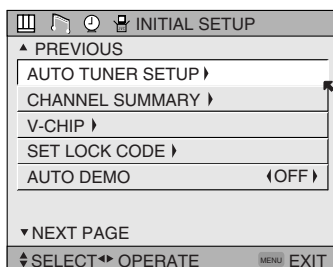 INITIAL SETUP
PREVIOUS
AUTO TUNER SETUP
CHANNEL SUMMARY
V-CHIP
SET LOCK CODE
AUTO DEMO (OFF)
NEXT PAGE
SELECT OPERATE MENU EXIT